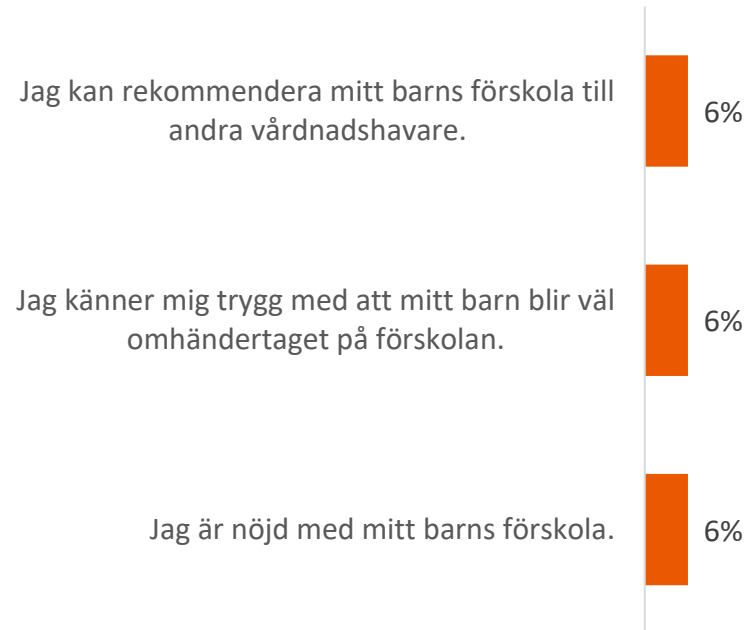 Jag kan rekommendera mitt barns förskola till
andra vårdnadshavare.
6%
Jag känner mig trygg med att mitt barn blir väl
omhändertaget på förskolan.
6%
Jag är nöjd med mitt barns förskola.
6%